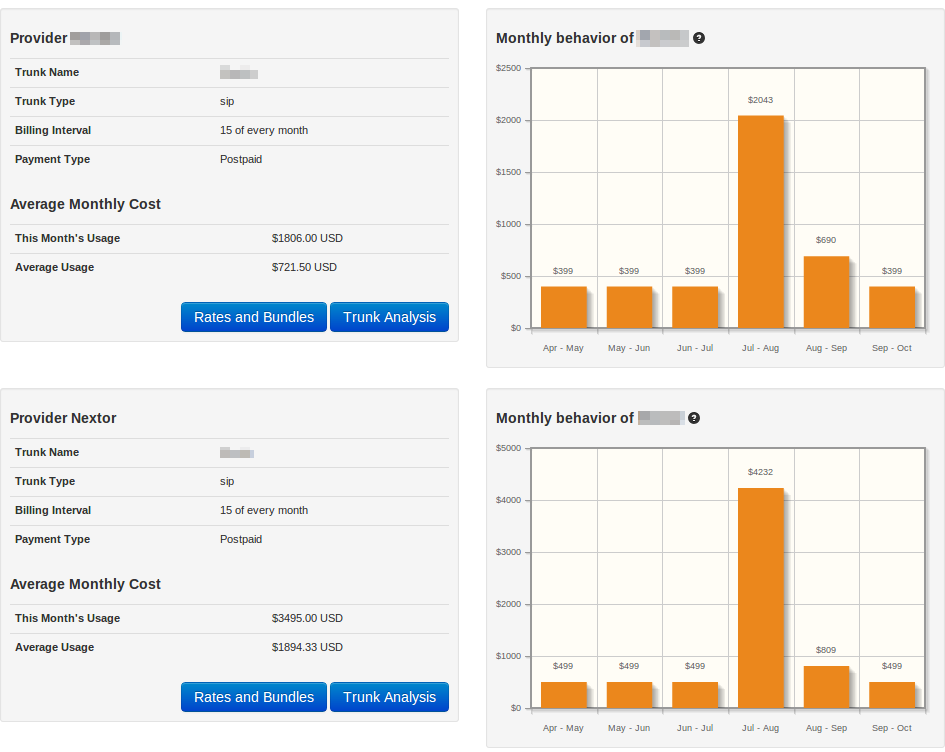 Provider
Trunk Name
Trunk Type sip
Billing Interval 15 of every month
Payment Type Postpaid
Average Monthly Cost
This Month's Usage $1806.00 USD
Average Usage $721.50 USD
Rates and Bundles Trunk Analysis
Monthly behavior of ?
$2500
$2043
$2000
$1500
$1000
$690
$500
$399 $399 $399 $399
$0
Apr - May May - Jun Jun - Jul Jul - Aug Aug - Sep Sep - Oct
Provider Nextor
Trunk Name
Trunk Type sip
Billing Interval 15 of every month
Payment Type Postpaid
Average Monthly Cost
This Month's Usage $3495.00 USD
Average Usage $1894.33 USD
Rates and Bundles Trunk Analysis
Monthly behavior of ?
$5000
$4232
$4000
$3000
$2000
$1000
$809
$499 $499 $499 $499
$0
Apr - May May - Jun Jun - Jul Jul - Aug Aug - Sep Sep - Oct